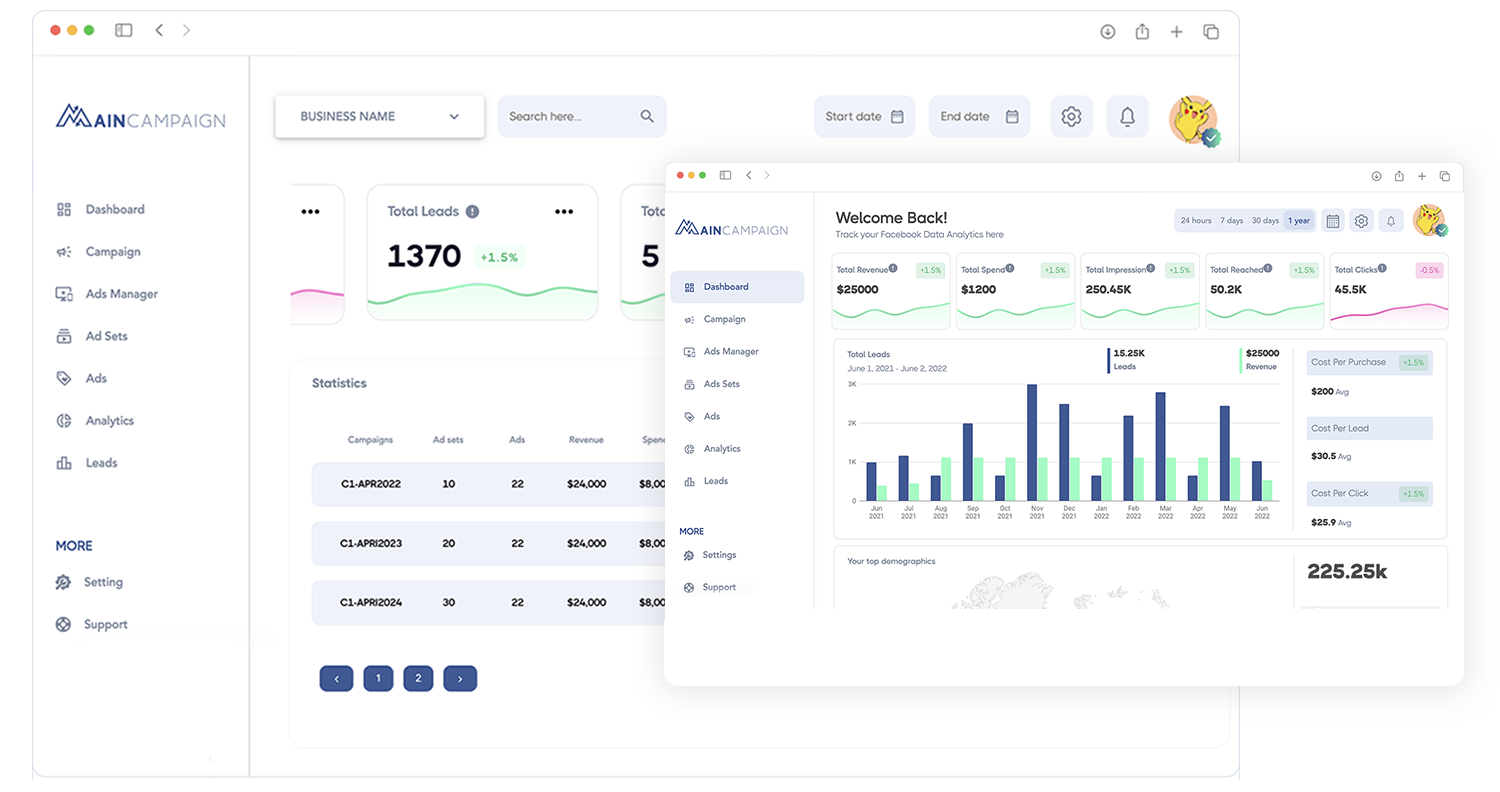 MAINCAMPAIGN
BUSINESS NAME
Search here...
Start date
End date
Dashboard
Campaign
Ads Manager
Ad Sets
Ads
Analytics
Leads
MORE
Setting
Support
Total Leads
1370 +1.5%
5
Statistics
Campaigns Ad sets Ads Revenue
C1-APR2022 10 22 $24,000
C1-APRI2023 20 22 $24,000
C1-APRI2024 30 22 $24,000
1 2
MAINCAMPAIGN
Dashboard
Campaign
Ads Manager
Ads Sets
Ads
Analytics
Leads
MORE
Settings
Support
Welcome Back!
Track your Facebook Data Analytics here
24 hours 7 days 30 days 1 year
Total Revenue +1.5%
$25000
Total Spend +1.5%
$1200
Total Impression +1.5%
250.45K
Total Reached +1.5%
50.2K
Total Clicks -0.5%
45.5K
Total Leads
June 1, 2021 - June 2, 2022
15.25K
Leads
$25000
Revenue
3K
2K
1K
0
Jun Jul Aug Sep Oct Nov Dec Jan Feb Mar Apr May Jun
2021 2021 2021 2021 2021 2021 2021 2022 2022 2022 2022 2022 2022
Cost Per Purchase +1.5%
$200 Avg
Cost Per Lead
$30.5 Avg
Cost Per Click +1.5%
$25.9 Avg
Your top demographics
225.25k